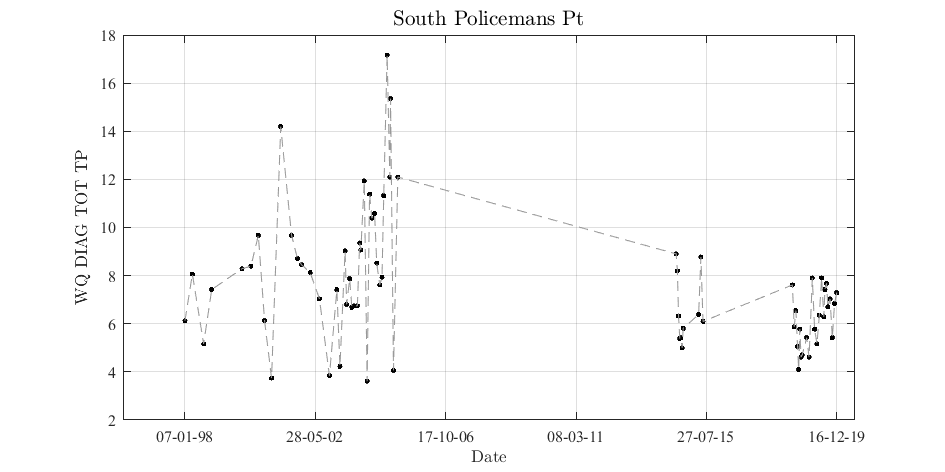 South Policemans Pt
WQ DIAG TOT TP
18
16
14
12
10
8
6
4
2
07-01-98 28-05-02 17-10-06 08-03-11 27-07-15 16-12-19
Date